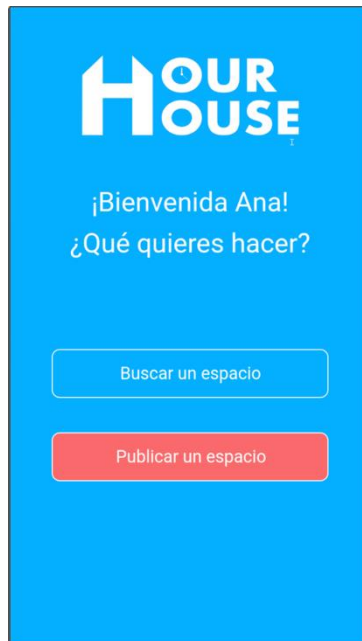 HOUR
HOUSE
¡Bienvenida Ana!
¿Qué quieres hacer?
Buscar un espacio
Publicar un espacio